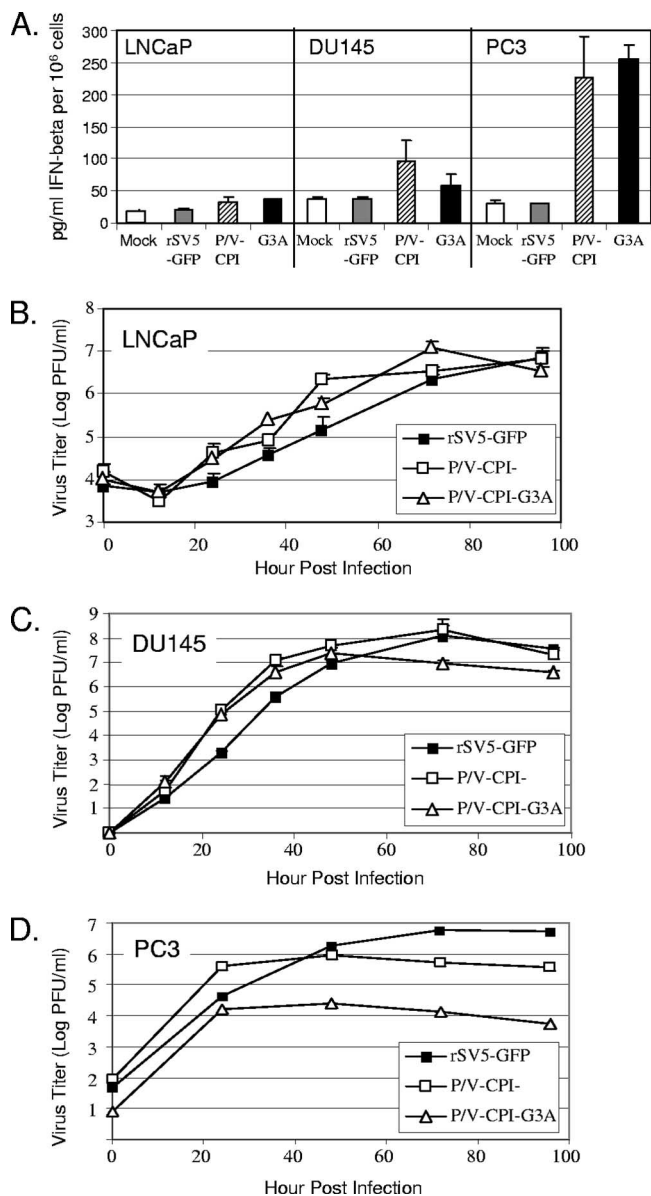 A.
LNCaP DU145 PC3
pg/ml IFN-beta per 10⁶ cells
300
250
200
150
100
50
0
Mock rSV5-GFP P/V-CPI G3A Mock rSV5-GFP P/V-CPI G3A Mock rSV5-GFP P/V-CPI G3A
B.
LNCaP
Virus Titer (Log PFU/ml)
8
7
6
5
4
3
rSV5-GFP
P/V-CPI-
P/V-CPI-G3A
0 20 40 60 80 100
Hour Post Infection
C.
DU145
Virus Titer (Log PFU/ml)
9
8
7
6
5
4
3
2
1
rSV5-GFP
P/V-CPI-
P/V-CPI-G3A
0 20 40 60 80 100
Hour Post Infection
D.
PC3
Virus Titer (Log PFU/ml)
7
6
5
4
3
2
1
rSV5-GFP
P/V-CPI-
P/V-CPI-G3A
0 20 40 60 80 100
Hour Post Infection